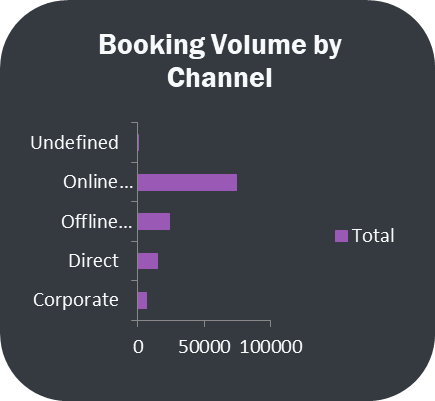 Booking Volume by
Channel
Undefined
Online...
Offline...
Direct
Corporate
Total
0 50000 100000